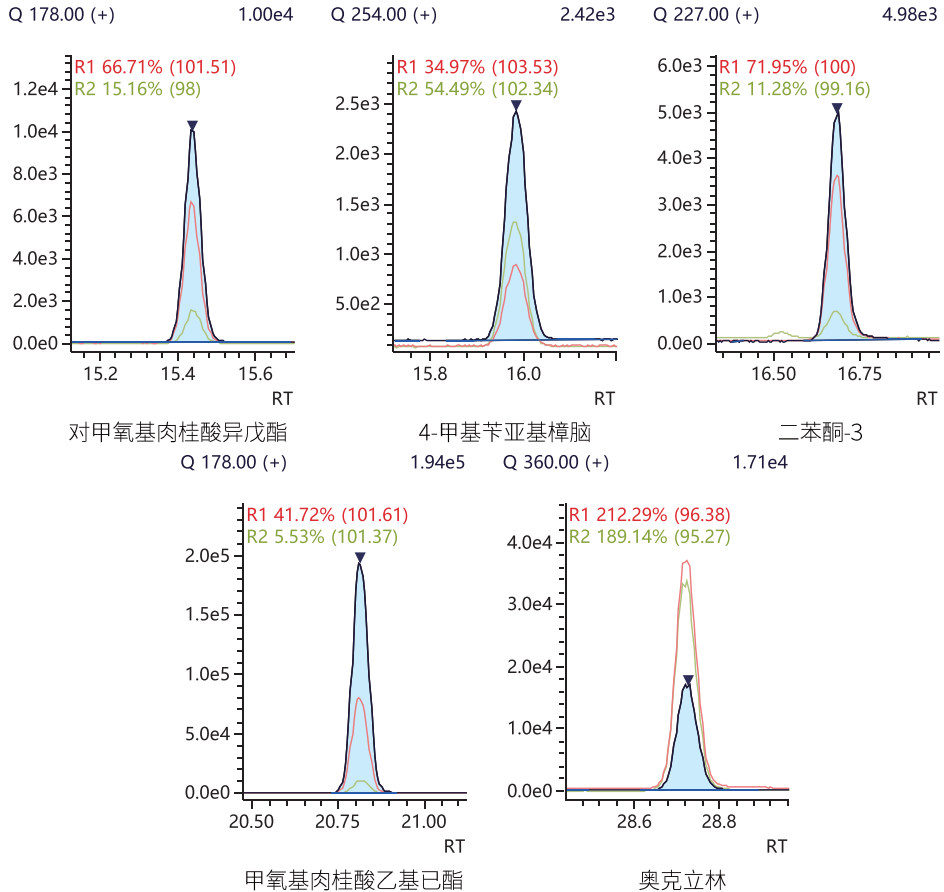 Q 178.00 (+) 1.00e4
R1 66.71% (101.51)
R2 15.16% (98)
1.2e4
1.0e4
8.0e3
6.0e3
4.0e3
2.0e3
0.0e0
15.2 15.4 15.6
RT
对甲氧基肉桂酸异戊酯
Q 254.00 (+) 2.42e3
R1 34.97% (103.53)
R2 54.49% (102.34)
2.5e3
2.0e3
1.5e3
1.0e3
5.0e2
15.8 16.0
RT
4-甲基苄亚基樟脑
Q 227.00 (+) 4.98e3
R1 71.95% (100)
R2 11.28% (99.16)
6.0e3
5.0e3
4.0e3
3.0e3
2.0e3
1.0e3
0.0e0
16.50 16.75
RT
二苯酮-3
Q 178.00 (+) 1.94e5
R1 41.72% (101.61)
R2 5.53% (101.37)
2.0e5
1.5e5
1.0e5
5.0e4
0.0e0
20.50 20.75 21.00
RT
甲氧基肉桂酸乙基已酯
Q 360.00 (+) 1.71e4
R1 212.29% (96.38)
R2 189.14% (95.27)
4.0e4
3.0e4
2.0e4
1.0e4
0.0e0
28.6 28.8
RT
奥克立林